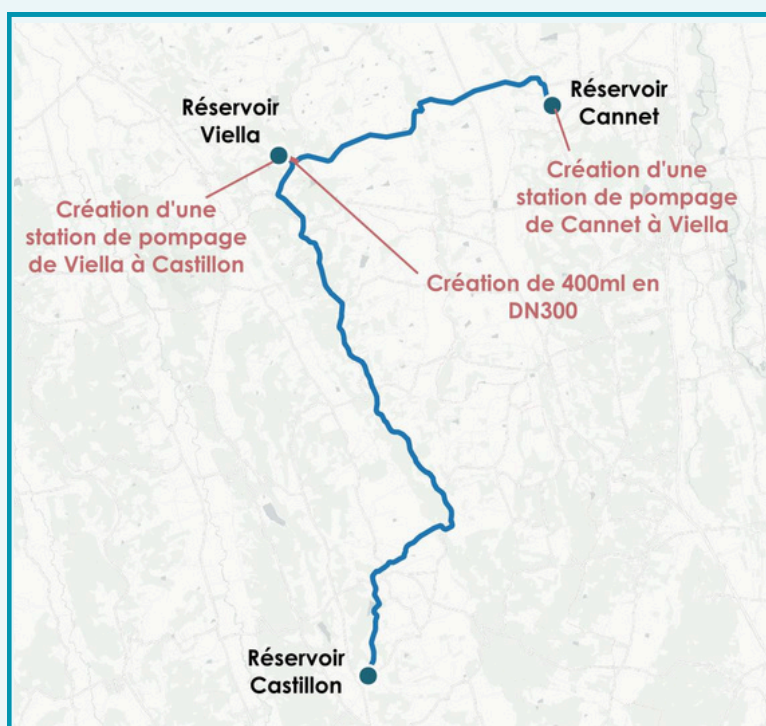 Réservoir
Cannet
Réservoir
Viella
Création d'une
station de pompage
de Cannet à Viella
Création d'une
station de pompage
de Viella à Castillon
Création de 400ml en
DN300
Réservoir
Castillon